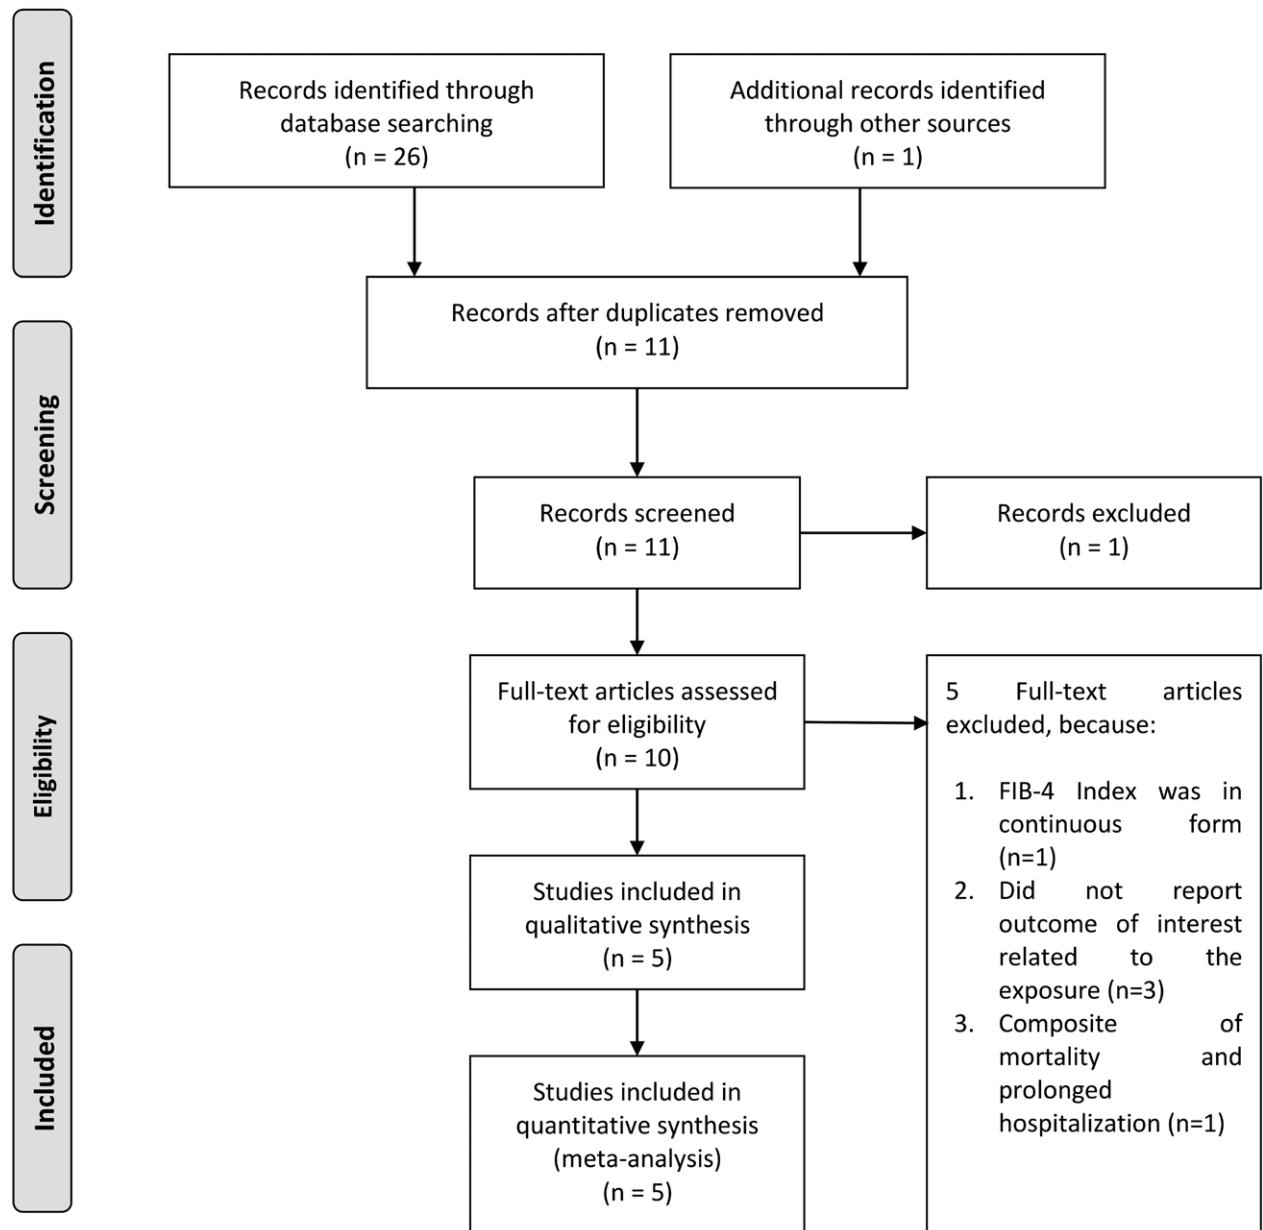 Identification
Records identified through
database searching
(n = 26)
Additional records identified
through other sources
(n = 1)
Records after duplicates removed
(n = 11)
Screening
Records screened
(n = 11)
Records excluded
(n = 1)
Eligibility
Full-text articles assessed
for eligibility
(n = 10)
5 Full-text articles
excluded, because:
1. FIB-4 Index was in
continuous form
(n=1)
2. Did not report
outcome of interest
related to the
exposure (n=3)
3. Composite of
mortality and
prolonged
hospitalization (n=1)
Studies included in
qualitative synthesis
(n = 5)
Included
Studies included in
quantitative synthesis
(meta-analysis)
(n = 5)